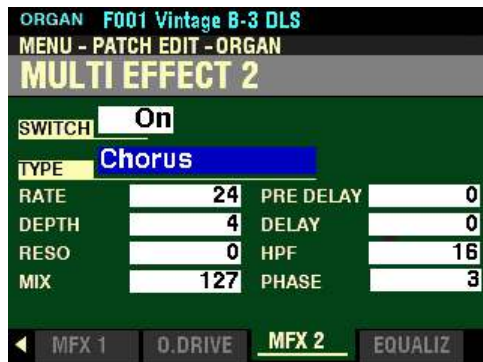 ORGAN F001 Vintage B-3 DLS
MENU - PATCH EDIT - ORGAN
MULTI EFFECT 2
SWITCH On
TYPE Chorus
RATE 24 PRE DELAY 0
DEPTH 4 DELAY 0
RESO 0 HPF 16
MIX 127 PHASE 3
MFX 1 O.DRIVE MFX 2 EQUALIZ